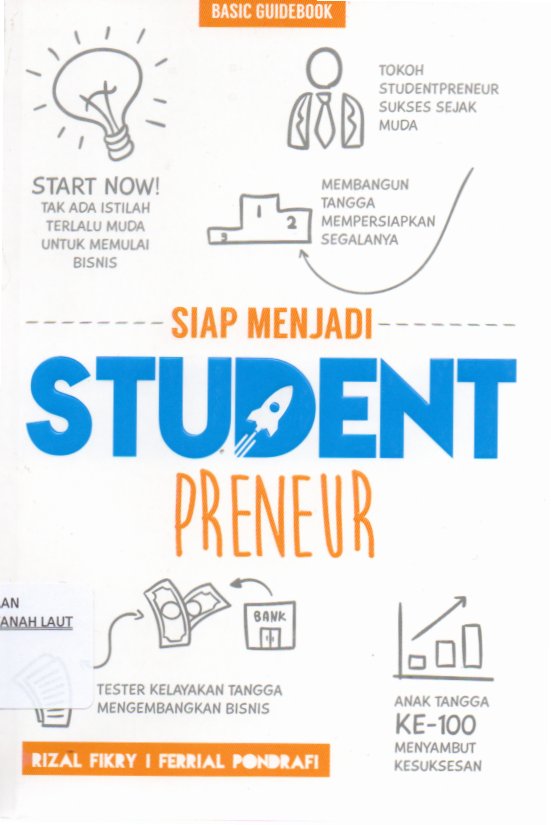 BASIC GUIDEBOOK
TOKOH
STUDENTPRENEUR
SUKSES SEJAK
MUDA
START NOW!
TAK ADA ISTILAH
TERLALU MUDA
UNTUK MEMULAI
BISNIS
MEMBANGUN
TANGGA
MEMPERSIAPKAN
SEGALANYA
1
2
3
SIAP MENJADI
STUDENT
PRENEUR
AN
ANAH LAUT
BANK
TESTER KELAYAKAN TANGGA
MENGEMBANGKAN BISNIS
ANAK TANGGA
KE-100
MENYAMBUT
KESUKSESAN
RIZAL FIKRY | FERRIAL PONDRAFI